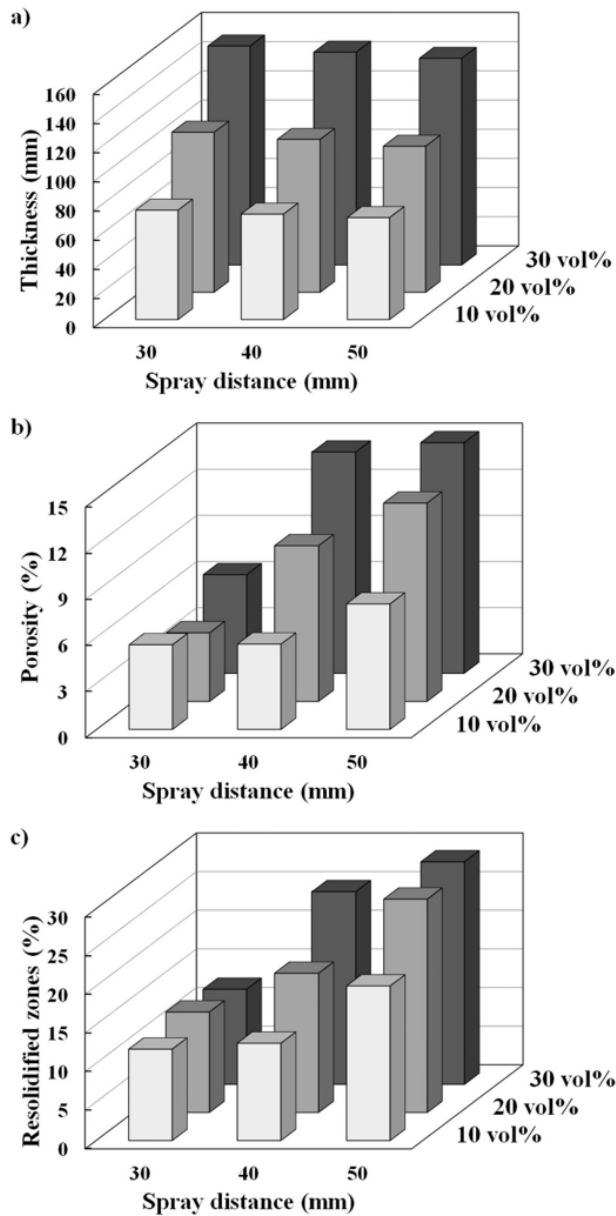 a)
Thickness (mm)
160
140
120
100
80
60
40
20
0
30 vol%
20 vol%
10 vol%
30 40 50
Spray distance (mm)
b)
Porosity (%)
15
12
9
6
3
0
30 vol%
20 vol%
10 vol%
30 40 50
Spray distance (mm)
c)
Resolidified zones (%)
30
25
20
15
10
5
0
30 vol%
20 vol%
10 vol%
30 40 50
Spray distance (mm)